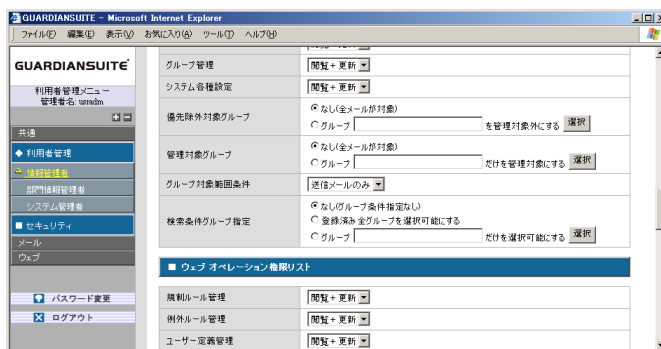 GUARDIANSUITE - Microsoft Internet Explorer
ファイル(F) 編集(E) 表示(V) お気に入り(A) ツール(T) ヘルプ(H)
GUARDIANSUITE
利用者管理メニュー
管理者名: usradm
共通
◆ 利用者管理
情報管理者
部門情報管理者
システム管理者
■ セキュリティ
メール
ウェブ
パスワード変更
ログアウト
グループ管理 閲覧+更新
システム各種設定 閲覧+更新
優先除外対象グループ
なし(全メールが対象)
グループ を管理対象外にする 選択
管理対象グループ
なし(全メールが対象)
グループ だけを管理対象にする 選択
グループ対象範囲条件 送信メールのみ
検索条件グループ指定
なし(グループ条件指定なし)
登録済み全グループを選択可能にする
グループ だけを選択可能にする 選択
■ ウェブ オペレーション権限リスト
規制ルール管理 閲覧+更新
例外ルール管理 閲覧+更新
ユーザー定義管理 閲覧+更新